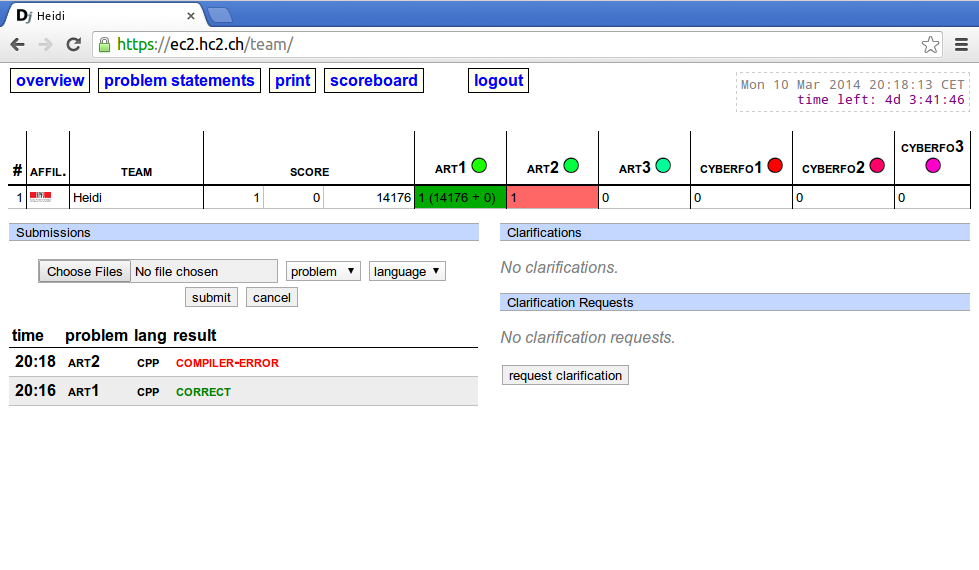 Dj Heidi
https://ec2.hc2.ch/team/
overview problem statements print scoreboard logout
Mon 10 Mar 2014 20:18:13 CET
time left: 4d 3:41:46
# AFFIL. TEAM SCORE ART1 ART2 ART3 CYBERFO1 CYBERFO2 CYBERFO3
1 Heidi 1 0 14176 1 (14176 + 0) 1 0 0 0 0
Submissions
Choose Files No file chosen problem language
submit cancel
time problem lang result
20:18 ART2 CPP COMPILER-ERROR
20:16 ART1 CPP CORRECT
Clarifications
No clarifications.
Clarification Requests
No clarification requests.
request clarification